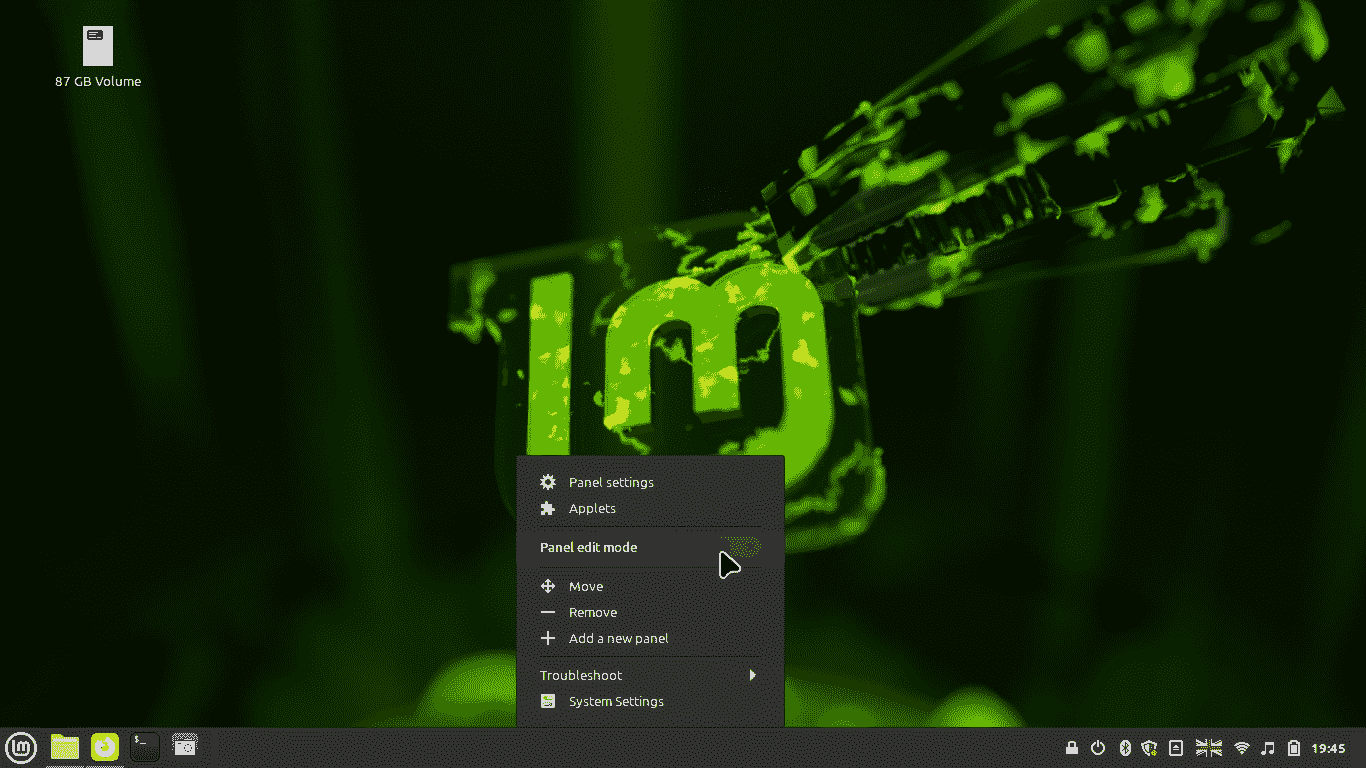 87 GB Volume
lm
Panel settings
Applets
Panel edit mode
Move
Remove
Add a new panel
Troubleshoot
System Settings
19:45